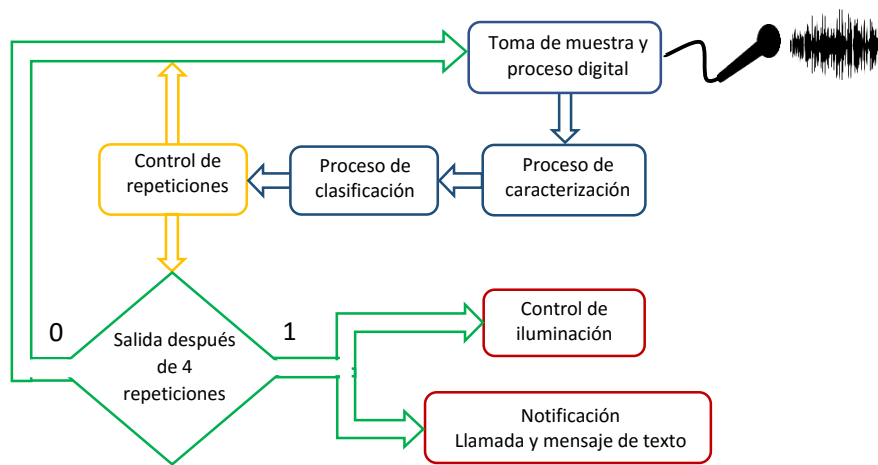 Toma de muestra y
proceso digital
Control de
repeticiones
Proceso de
clasificación
Proceso de
caracterización
0
1
Salida después
de 4
repeticiones
Control de
iluminación
Notificación
Llamada y mensaje de texto